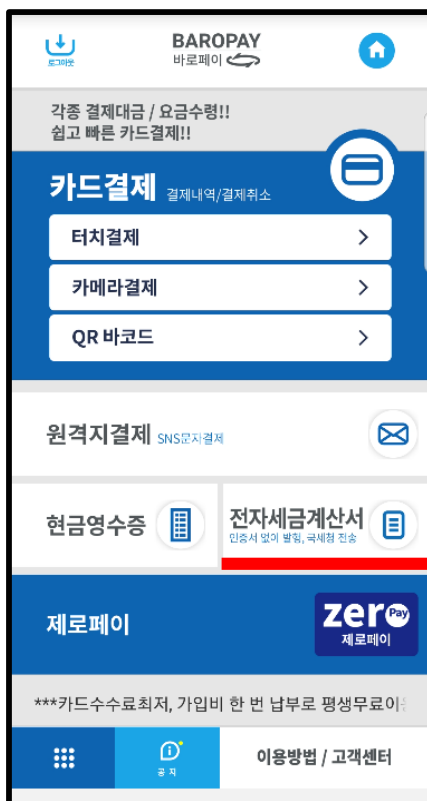 로그아웃
BAROPAY
바로페이
각종 결제대금 / 요금수령!!
쉽고 빠른 카드결제!!
카드결제 결제내역/결제취소
터치결제
카메라결제
QR 바코드
원격지결제 SNS문자결제
현금영수증
전자세금계산서
인증서 없이 발행, 국세청 전송
제로페이
zero Pay
제로페이
***카드수수료최저, 가입비 한 번 납부로 평생무료이용
공 지
이용방법 / 고객센터